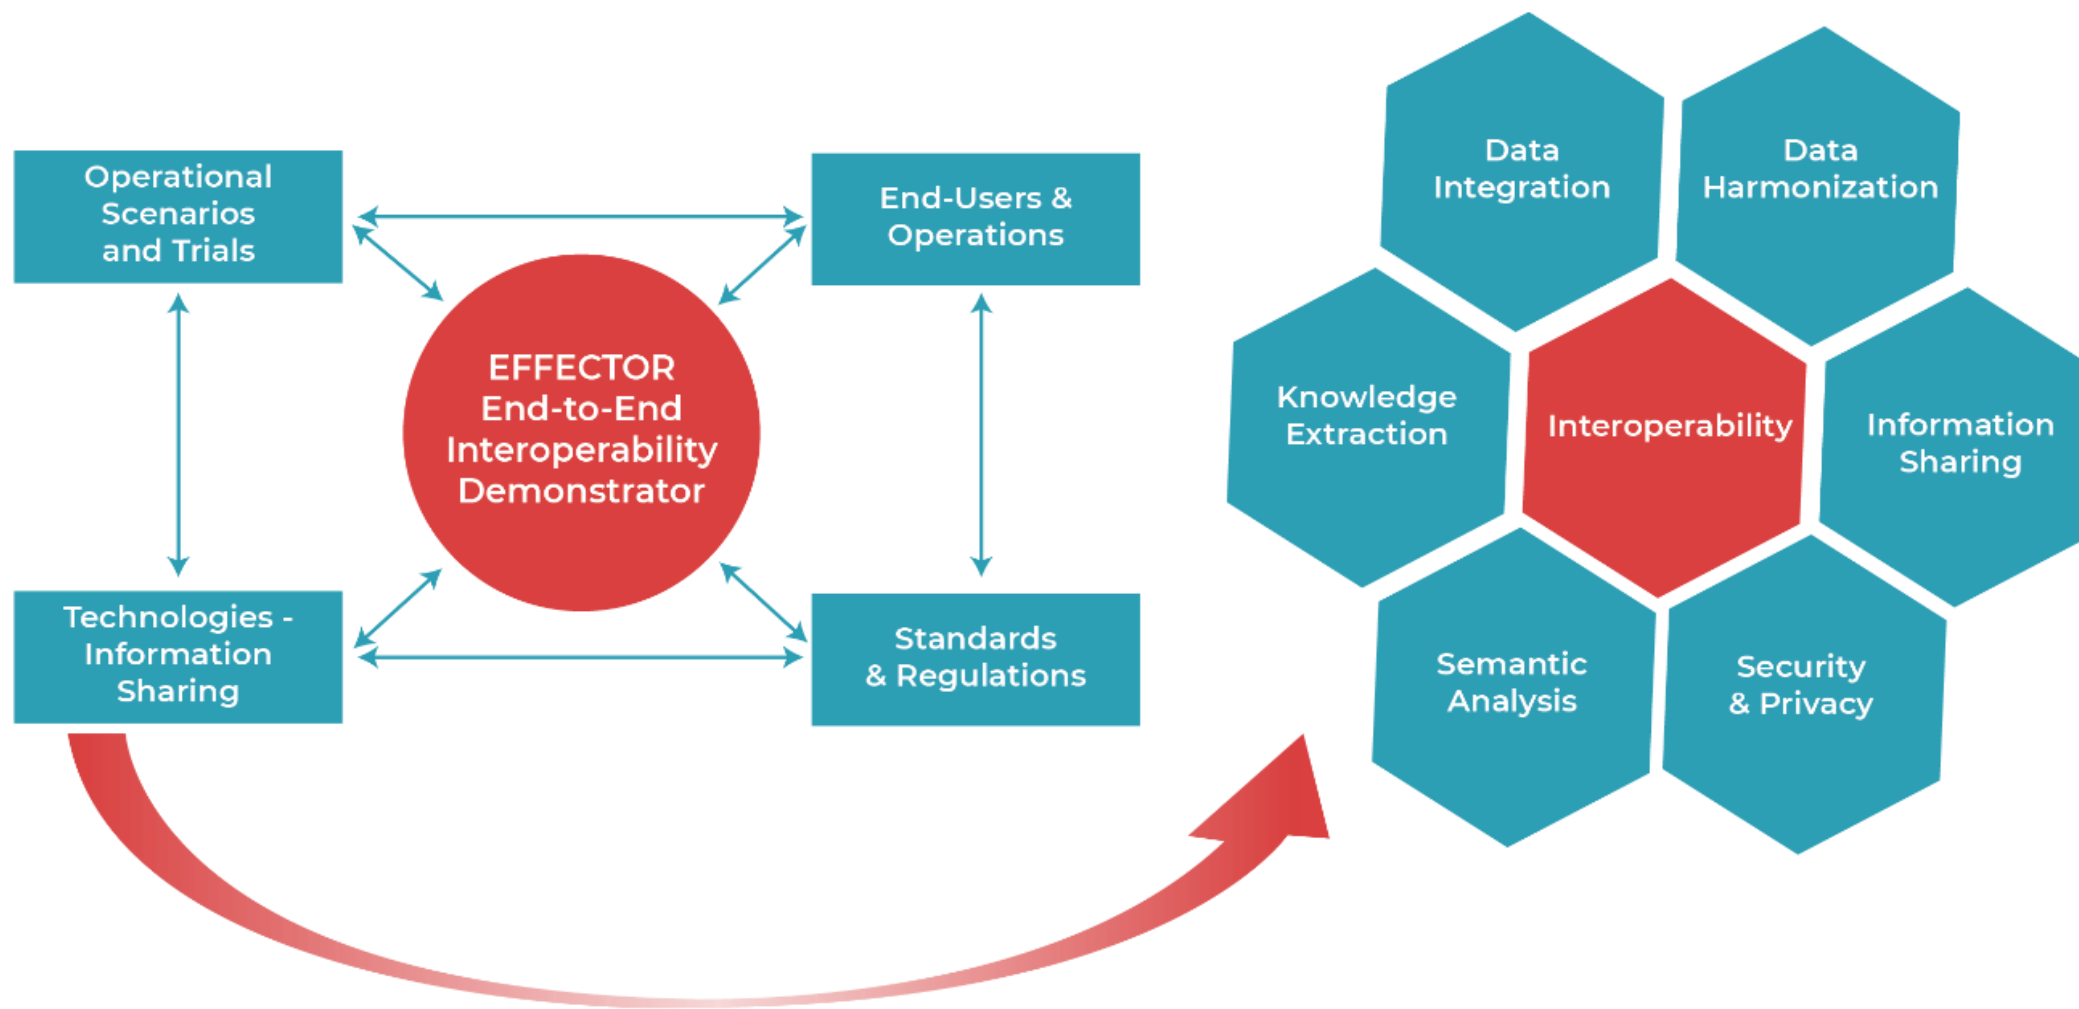 Operational
Scenarios
and Trials
End-Users &
Operations
EFFECTOR
End-to-End
Interoperability
Demonstrator
Technologies -
Information
Sharing
Standards
& Regulations
Data
Integration
Data
Harmonization
Knowledge
Extraction
Interoperability
Information
Sharing
Semantic
Analysis
Security
& Privacy